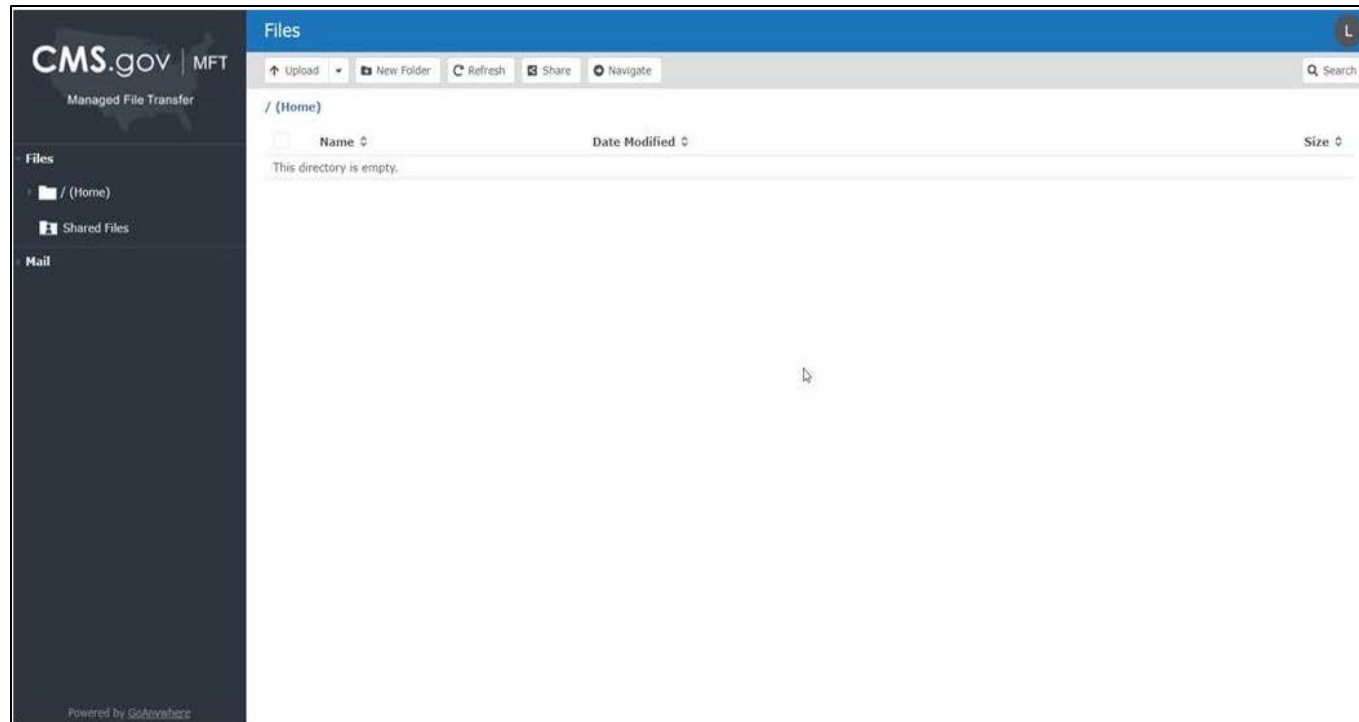 CMS.gov | MFT
Managed File Transfer
Files
/ (Home)
Shared Files
Mail
Powered by GoAnywhere
Files
L
Upload New Folder Refresh Share Navigate Search
/ (Home)
Name Date Modified Size
This directory is empty.